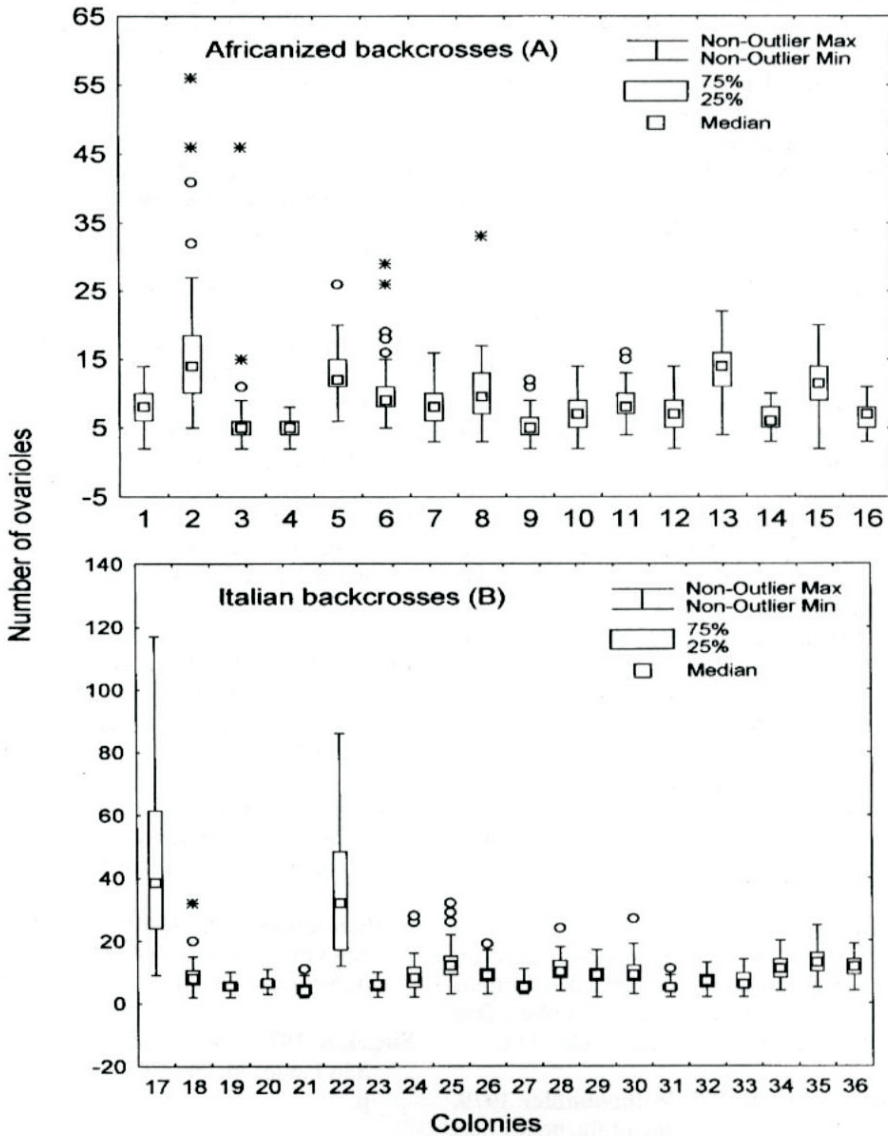 Number of ovarioles
65
55
45
35
25
15
5
-5
Africanized backcrosses (A)
Non-Outlier Max
Non-Outlier Min
75%
25%
Median
1 2 3 4 5 6 7 8 9 10 11 12 13 14 15 16
140
120
100
80
60
40
20
0
-20
Italian backcrosses (B)
Non-Outlier Max
Non-Outlier Min
75%
25%
Median
17 18 19 20 21 22 23 24 25 26 27 28 29 30 31 32 33 34 35 36
Colonies